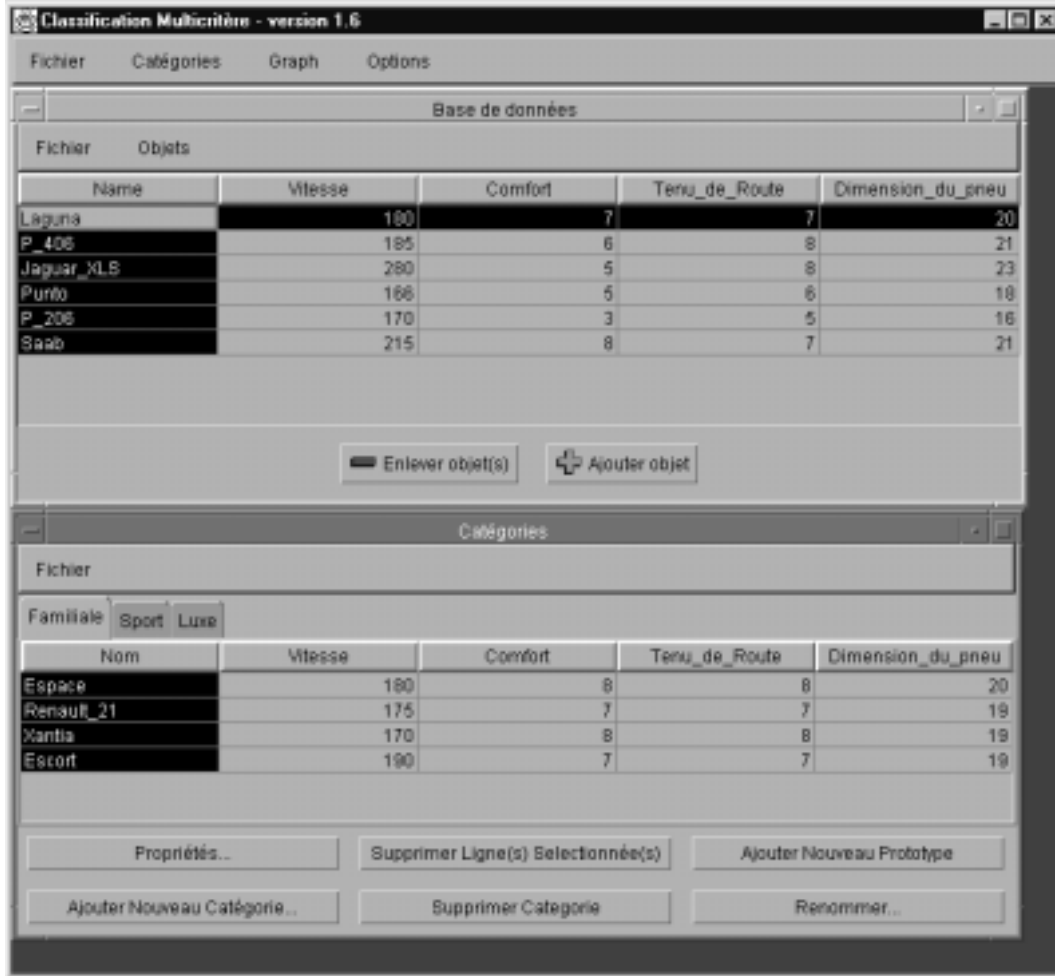 Classification Multicritère - version 1.6
Fichier Catégories Graph Options
Base de données
Fichier Objets
Name Vitesse Comfort Tenu_de_Route Dimension_du_pneu
Laguna 180 7 7 20
P_406 185 6 8 21
Jaguar_XLS 280 5 8 23
Punto 166 5 6 18
P_206 170 3 5 16
Saab 215 8 7 21
Enlever objet(s) Ajouter objet
Catégories
Fichier
Familiale Sport Luxe
Nom Vitesse Comfort Tenu_de_Route Dimension_du_pneu
Espace 180 8 8 20
Renault_21 175 7 7 19
Xantia 170 8 8 19
Escort 190 7 7 19
Propriétés... Supprimer Ligne(s) Selectionnée(s) Ajouter Nouveau Prototype
Ajouter Nouveau Catégorie... Supprimer Categorie Renommer...